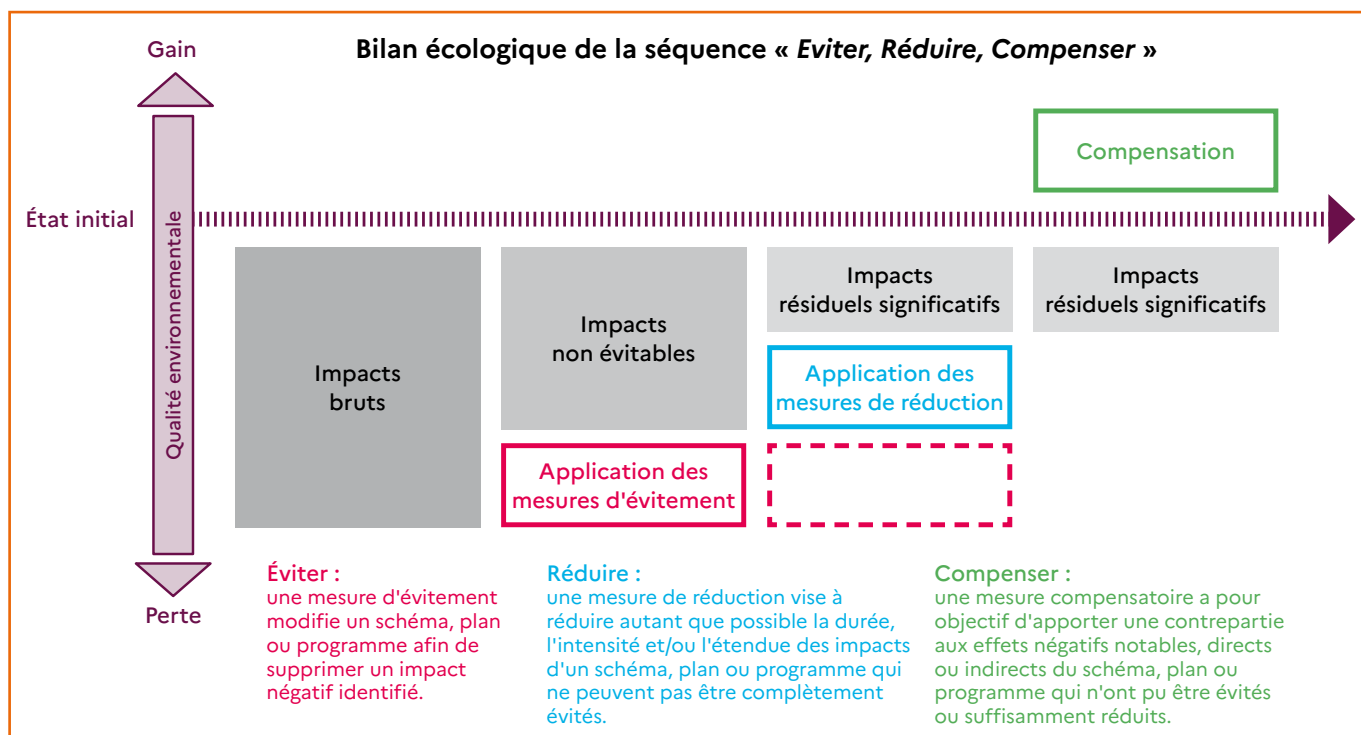 Gain
Bilan écologique de la séquence « Eviter, Réduire, Compenser »
Compensation
État initial
Qualité environnementale
Impacts
bruts
Impacts
non évitables
Impacts
résiduels significatifs
Impacts
résiduels significatifs
Application des
mesures de réduction
Application des
mesures d'évitement
Perte
Éviter :
une mesure d'évitement
modifie un schéma, plan
ou programme afin de
supprimer un impact
négatif identifié.
Réduire :
une mesure de réduction vise à
réduire autant que possible la durée,
l'intensité et/ou l'étendue des impacts
d'un schéma, plan ou programme qui
ne peuvent pas être complètement
évités.
Compenser :
une mesure compensatoire a pour
objectif d'apporter une contrepartie
aux effets négatifs notables, directs
ou indirects du schéma, plan ou
programme qui n'ont pu être évités
ou suffisamment réduits.